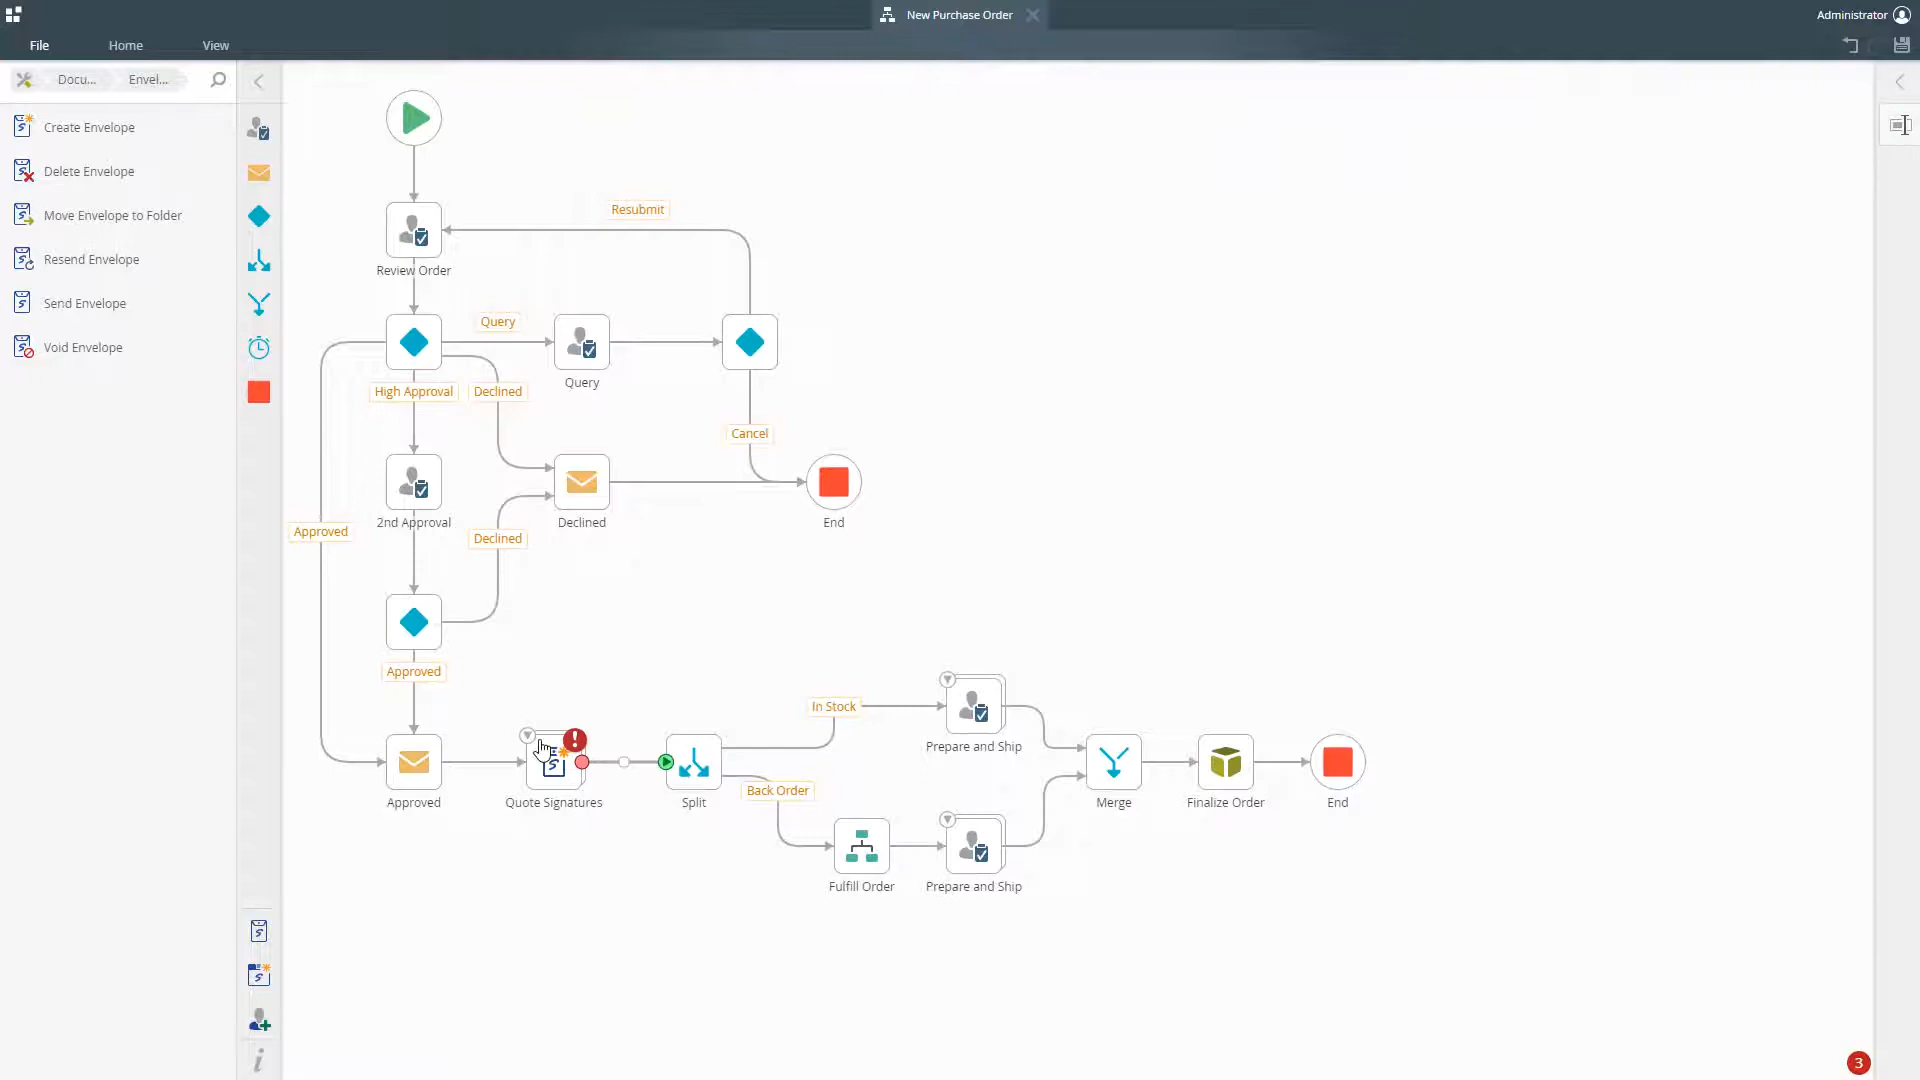 New Purchase Order
Administrator
File
Home
View
Docu...
Envel...
Create Envelope
Delete Envelope
Move Envelope to Folder
Resend Envelope
Send Envelope
Void Envelope
Resubmit
Review Order
Query
Query
High Approval
Declined
Cancel
Approved
2nd Approval
Declined
Declined
End
Approved
In Stock
Prepare and Ship
Approved
Quote Signatures
Split
Back Order
Merge
Finalize Order
End
Fulfill Order
Prepare and Ship
3